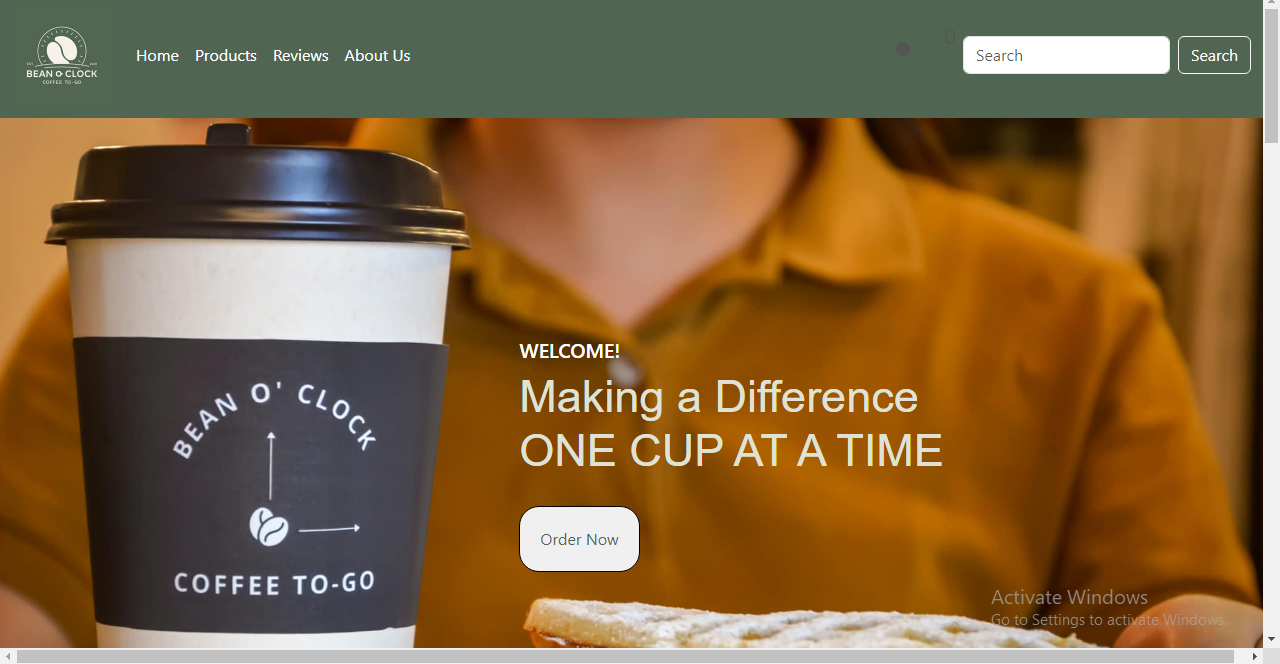 BEAN O' CLOCK
COFFEE TO-GO
Home
Products
Reviews
About Us
0
Search
Search
WELCOME!
Making a Difference
ONE CUP AT A TIME
Order Now
BEAN O' CLOCK
COFFEE TO-GO
Activate Windows
Go to Settings to activate Windows.